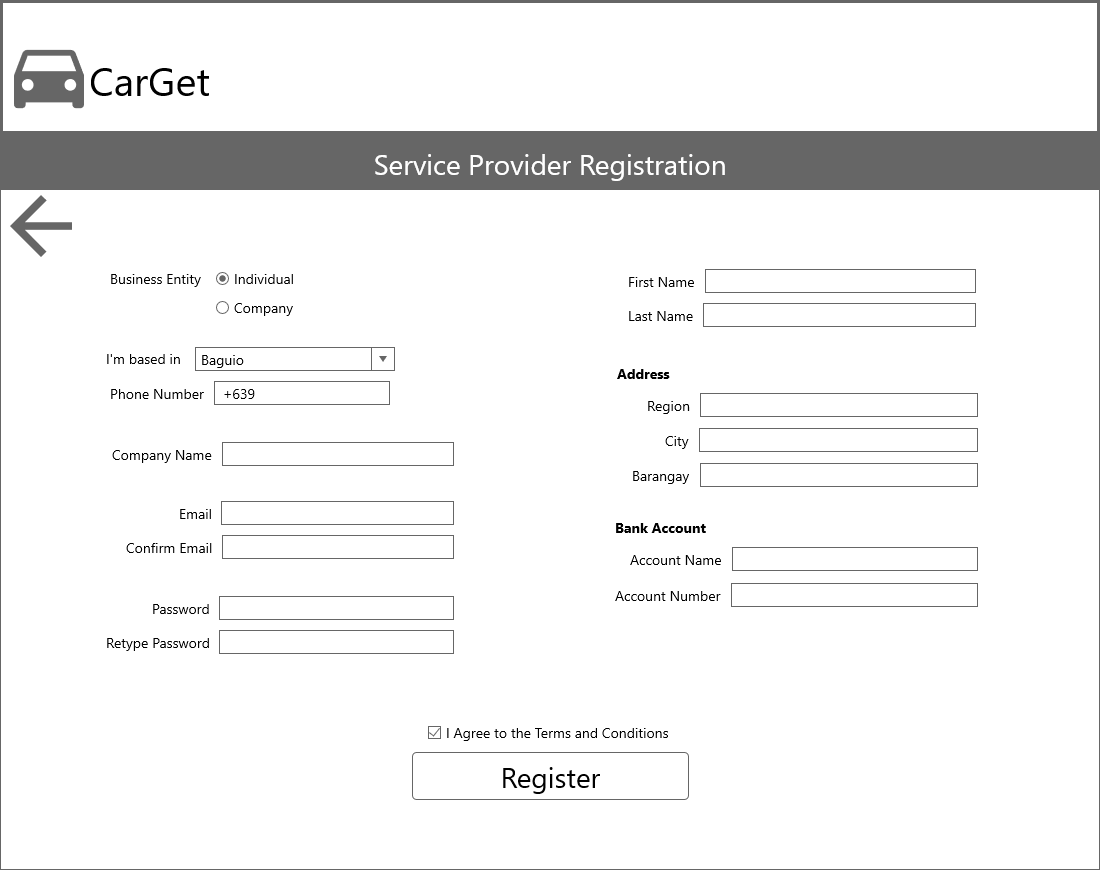 CarGet
Service Provider Registration
Business Entity Individual
Company
I'm based in Baguio
Phone Number +639
Company Name
Email
Confirm Email
Password
Retype Password
First Name
Last Name
Address
Region
City
Barangay
Bank Account
Account Name
Account Number
I Agree to the Terms and Conditions
Register